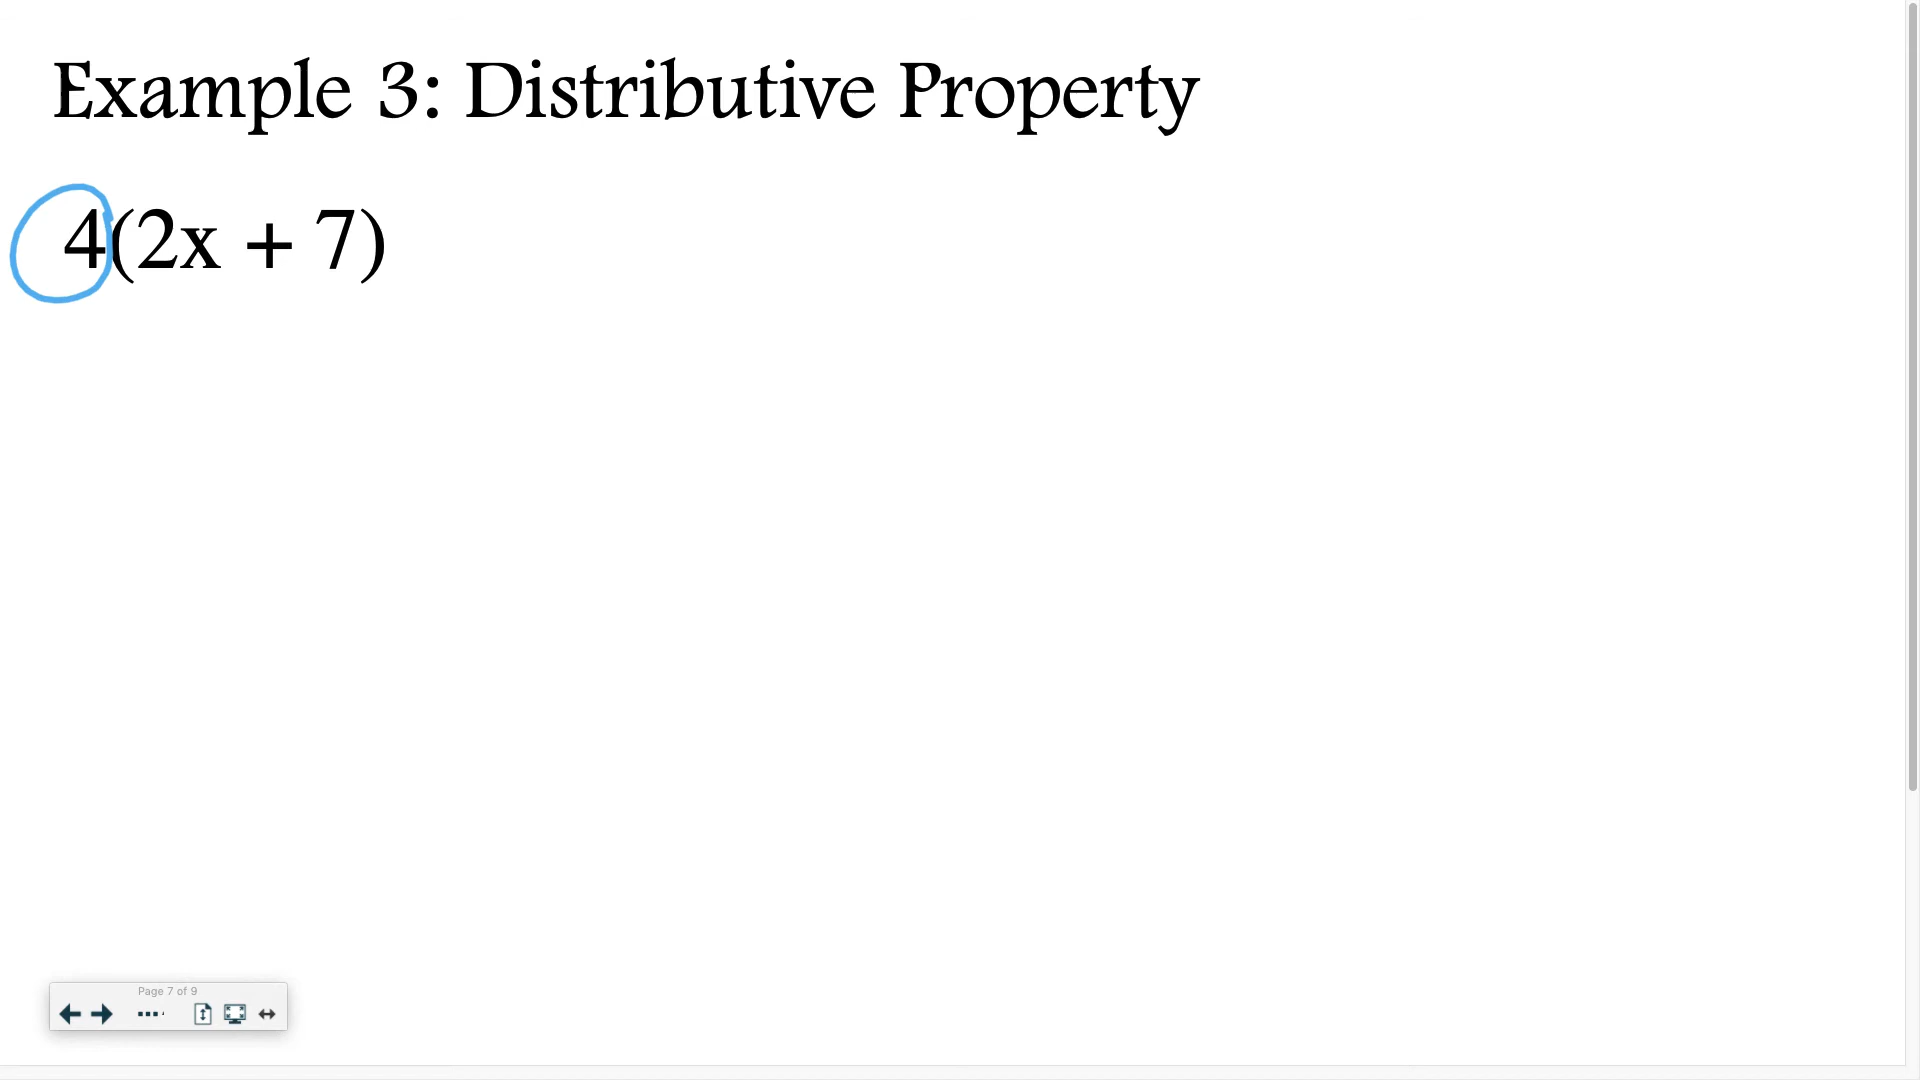 Example 3: Distributive Property
4(2x + 7)
Page 7 of 9